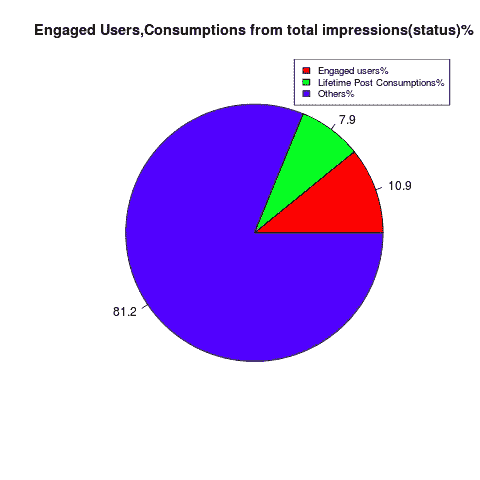 Engaged Users,Consumptions from total impressions(status)%
Engaged users%
Lifetime Post Consumptions%
Others%
7.9
10.9
81.2